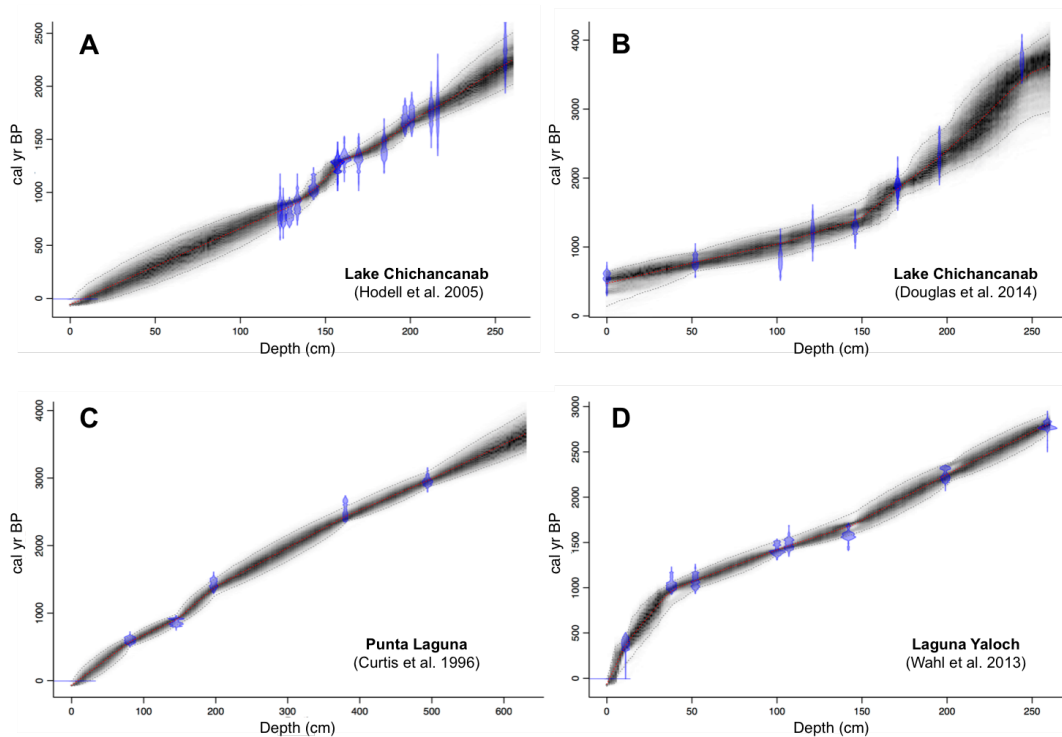 A
cal yr BP
2500
2000
1500
1000
500
0
Lake Chichancanab
(Hodell et al. 2005)
0 50 100 150 200 250
Depth (cm)
B
cal yr BP
4000
3000
2000
1000
0
Lake Chichancanab
(Douglas et al. 2014)
0 50 100 150 200 250
Depth (cm)
C
cal yr BP
4000
3000
2000
1000
0
Punta Laguna
(Curtis et al. 1996)
0 100 200 300 400 500 600
Depth (cm)
D
cal yr BP
3000
2500
2000
1500
1000
500
0
Laguna Yaloch
(Wahl et al. 2013)
0 50 100 150 200 250
Depth (cm)